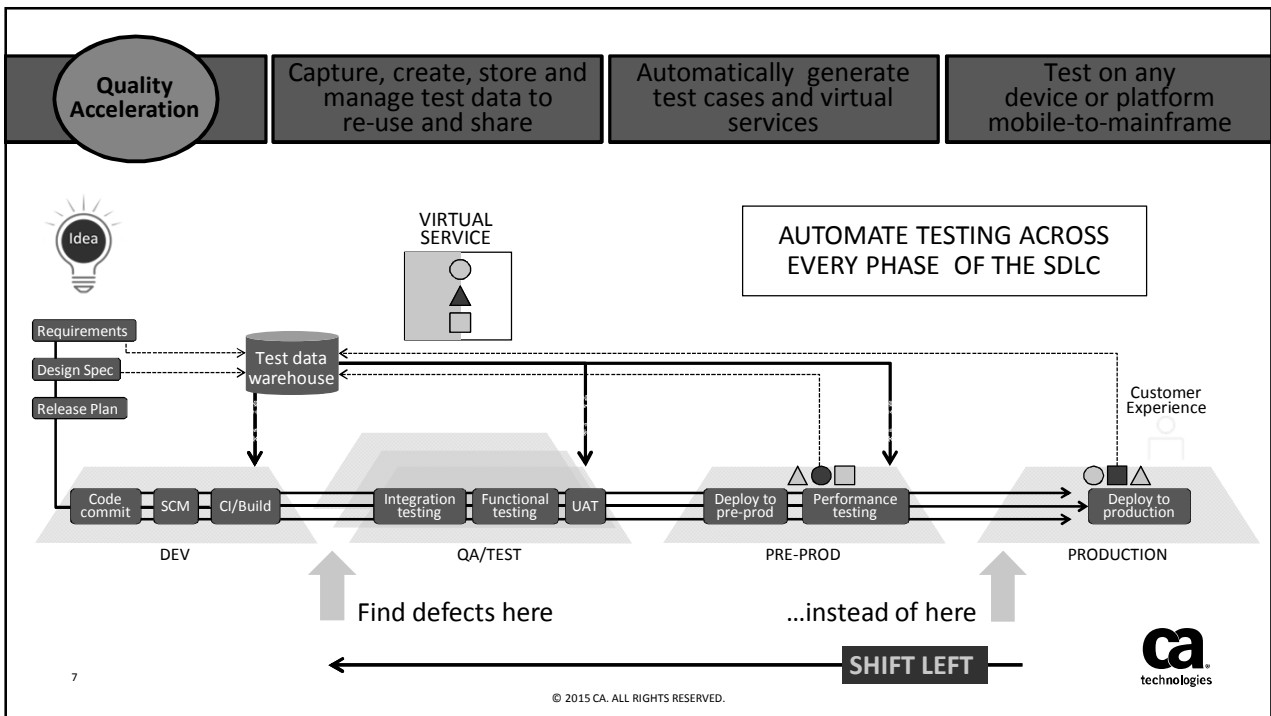 Quality
Acceleration
Capture, create, store and
manage test data to
re-use and share
Automatically generate
test cases and virtual
services
Test on any
device or platform
mobile-to-mainframe
Idea
VIRTUAL
SERVICE
AUTOMATE TESTING ACROSS
EVERY PHASE OF THE SDLC
Requirements
Design Spec
Release Plan
Test data
warehouse
Customer
Experience
Code
commit
SCM
CI/Build
Integration
testing
Functional
testing
UAT
Deploy to
pre-prod
Performance
testing
Deploy to
production
DEV
QA/TEST
PRE-PROD
PRODUCTION
Find defects here
...instead of here
SHIFT LEFT
ca
technologies
7
© 2015 CA. ALL RIGHTS RESERVED.